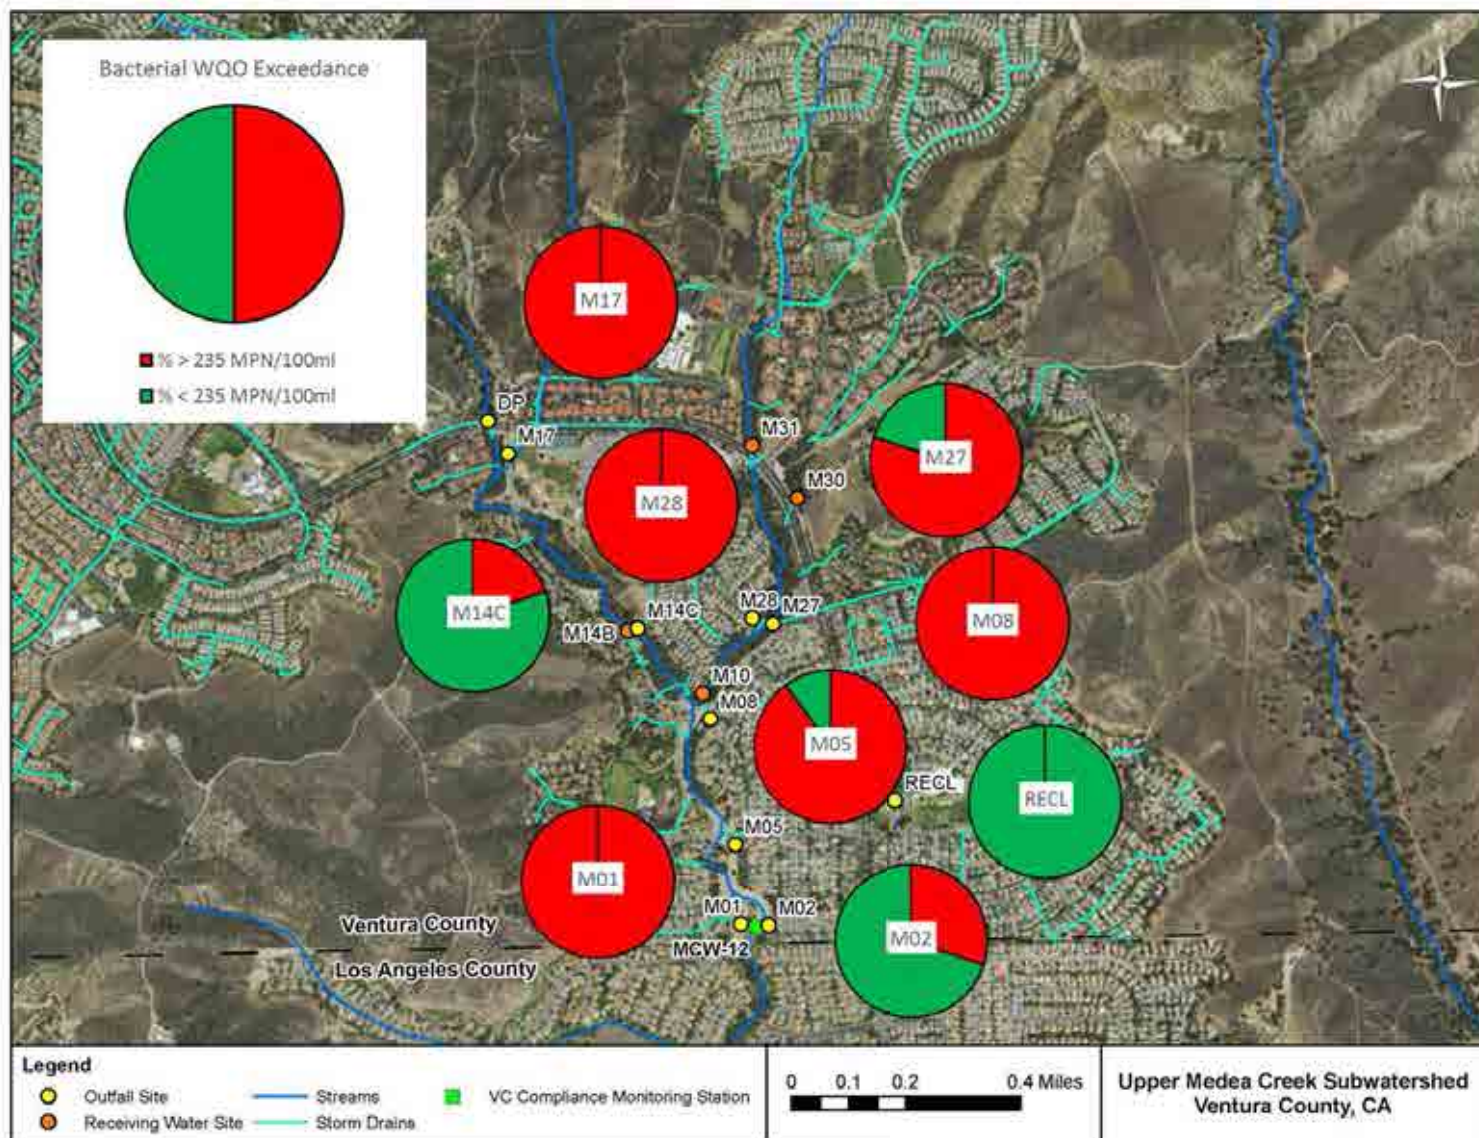 Bacterial WQO Exceedance
% > 235 MPN/100ml
% < 235 MPN/100ml
M17
DP
M17
M31
M27
M28
M30
M14C
M14B
M14C
M28
M27
M08
M10
M08
M05
RECL
RECL
M05
M01
M01
M02
M02
MCW-12
Ventura County
Los Angeles County
Legend
Outfall Site
Streams
VC Compliance Monitoring Station
Receiving Water Site
Storm Drains
0 0.1 0.2 0.4 Miles
Upper Medea Creek Subwatershed
Ventura County, CA